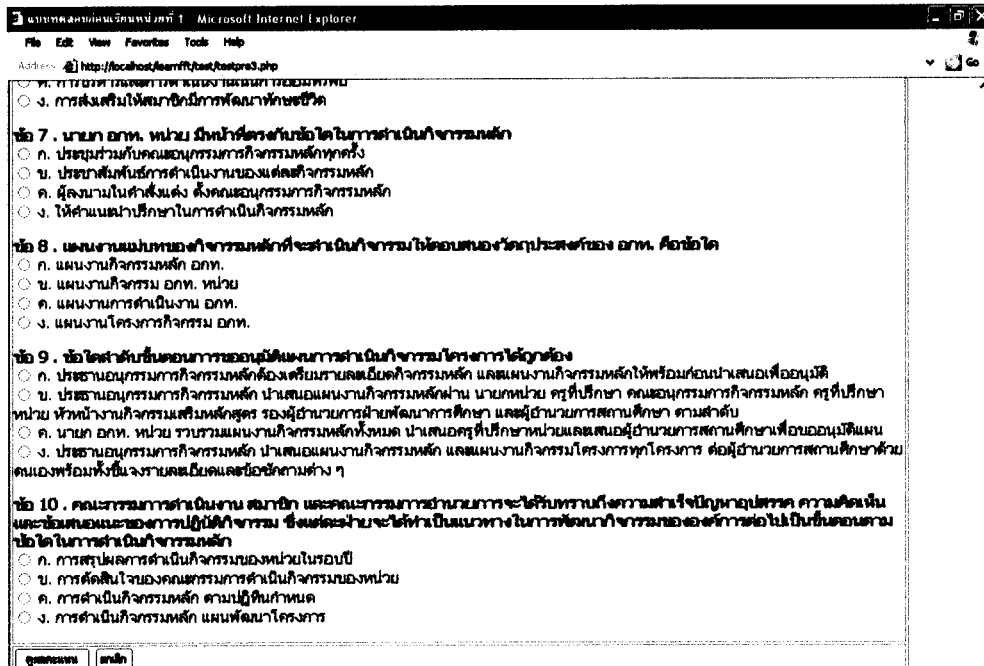 แบบทดสอบก่อนเรียนหน่วยที่ 1 Microsoft Internet Explorer
File Edit View Favorites Tools Help
Address http://localhost/learnfft/test/testpre3.php Go
ค. การบริหารและการดำเนินงานเน้นการออมทรัพย์
ง. การส่งเสริมให้สมาชิกมีการพัฒนาทักษะชีวิต
ข้อ 7 . นายก อกท. หน่วย มีหน้าที่ตรงกับข้อใดในการดำเนินกิจกรรมหลัก
ก. ประชุมร่วมกับคณะอนุกรรมการกิจกรรมหลักทุกครั้ง
ข. ประชาสัมพันธ์การดำเนินงานของแต่ละกิจกรรมหลัก
ค. ผู้ลงนามในคำสั่งแต่ง ตั้งคณะอนุกรรมการกิจกรรมหลัก
ง. ให้คำแนะนำปรึกษาในการดำเนินกิจกรรมหลัก
ข้อ 8 . แผนงานแม่บทของกิจกรรมหลักที่จะดำเนินกิจกรรมให้ตอบสนองวัตถุประสงค์ของ อกท. คือข้อใด
ก. แผนงานกิจกรรมหลัก อกท.
ข. แผนงานกิจกรรม อกท. หน่วย
ค. แผนงานการดำเนินงาน อกท.
ง. แผนงานโครงการกิจกรรม อกท.
ข้อ 9 . ข้อใดลำดับขั้นตอนการขออนุมัติแผนการดำเนินกิจกรรมโครงการได้ถูกต้อง
ก. ประธานอนุกรรมการกิจกรรมหลักต้องเตรียมรายละเอียดกิจกรรมหลัก และแผนงานกิจกรรมหลักให้พร้อมก่อนนำเสนอเพื่ออนุมัติ
ข. ประธานอนุกรรมการกิจกรรมหลัก นำเสนอแผนงานกิจกรรมหลักผ่าน นายกหน่วย ครูที่ปรึกษา คณะอนุกรรมการกิจกรรมหลัก ครูที่ปรึกษา
หน่วย หัวหน้างานกิจกรรมเสริมหลักสูตร รองผู้อำนวยการฝ่ายพัฒนาการศึกษา และผู้อำนวยการสถานศึกษา ตามลำดับ
ค. นายก อกท. หน่วย รวบรวมแผนงานกิจกรรมหลักทั้งหมด นำเสนอครูที่ปรึกษาหน่วยและเสนอผู้อำนวยการสถานศึกษาเพื่อขออนุมัติแผน
ง. ประธานอนุกรรมการกิจกรรมหลัก นำเสนอแผนงานกิจกรรมหลัก และแผนงานกิจกรรมโครงการทุกโครงการ ต่อผู้อำนวยการสถานศึกษาด้วย
ตนเองพร้อมทั้งชี้แจงรายละเอียดและข้อซักถามต่าง ๆ
ข้อ 10 . คณะกรรมการดำเนินงาน สมาชิก และคณะกรรมการอำนวยการจะได้รับทราบถึงความสำเร็จปัญหาอุปสรรค ความคิดเห็น
และข้อเสนอแนะของการปฏิบัติกิจกรรม ซึ่งแต่ละฝ่ายจะได้ทำเป็นแนวทางในการพัฒนากิจกรรมขององค์การต่อไปเป็นขั้นตอนตาม
ข้อใดในการดำเนินกิจกรรมหลัก
ก. การสรุปผลการดำเนินกิจกรรมของหน่วยในรอบปี
ข. การตัดสินใจของคณะกรรมการดำเนินกิจกรรมของหน่วย
ค. การดำเนินกิจกรรมหลัก ตามปฏิทินกำหนด
ง. การดำเนินกิจกรรมหลัก แผนพัฒนาโครงการ
ดูผลคะแนน ยกเลิก